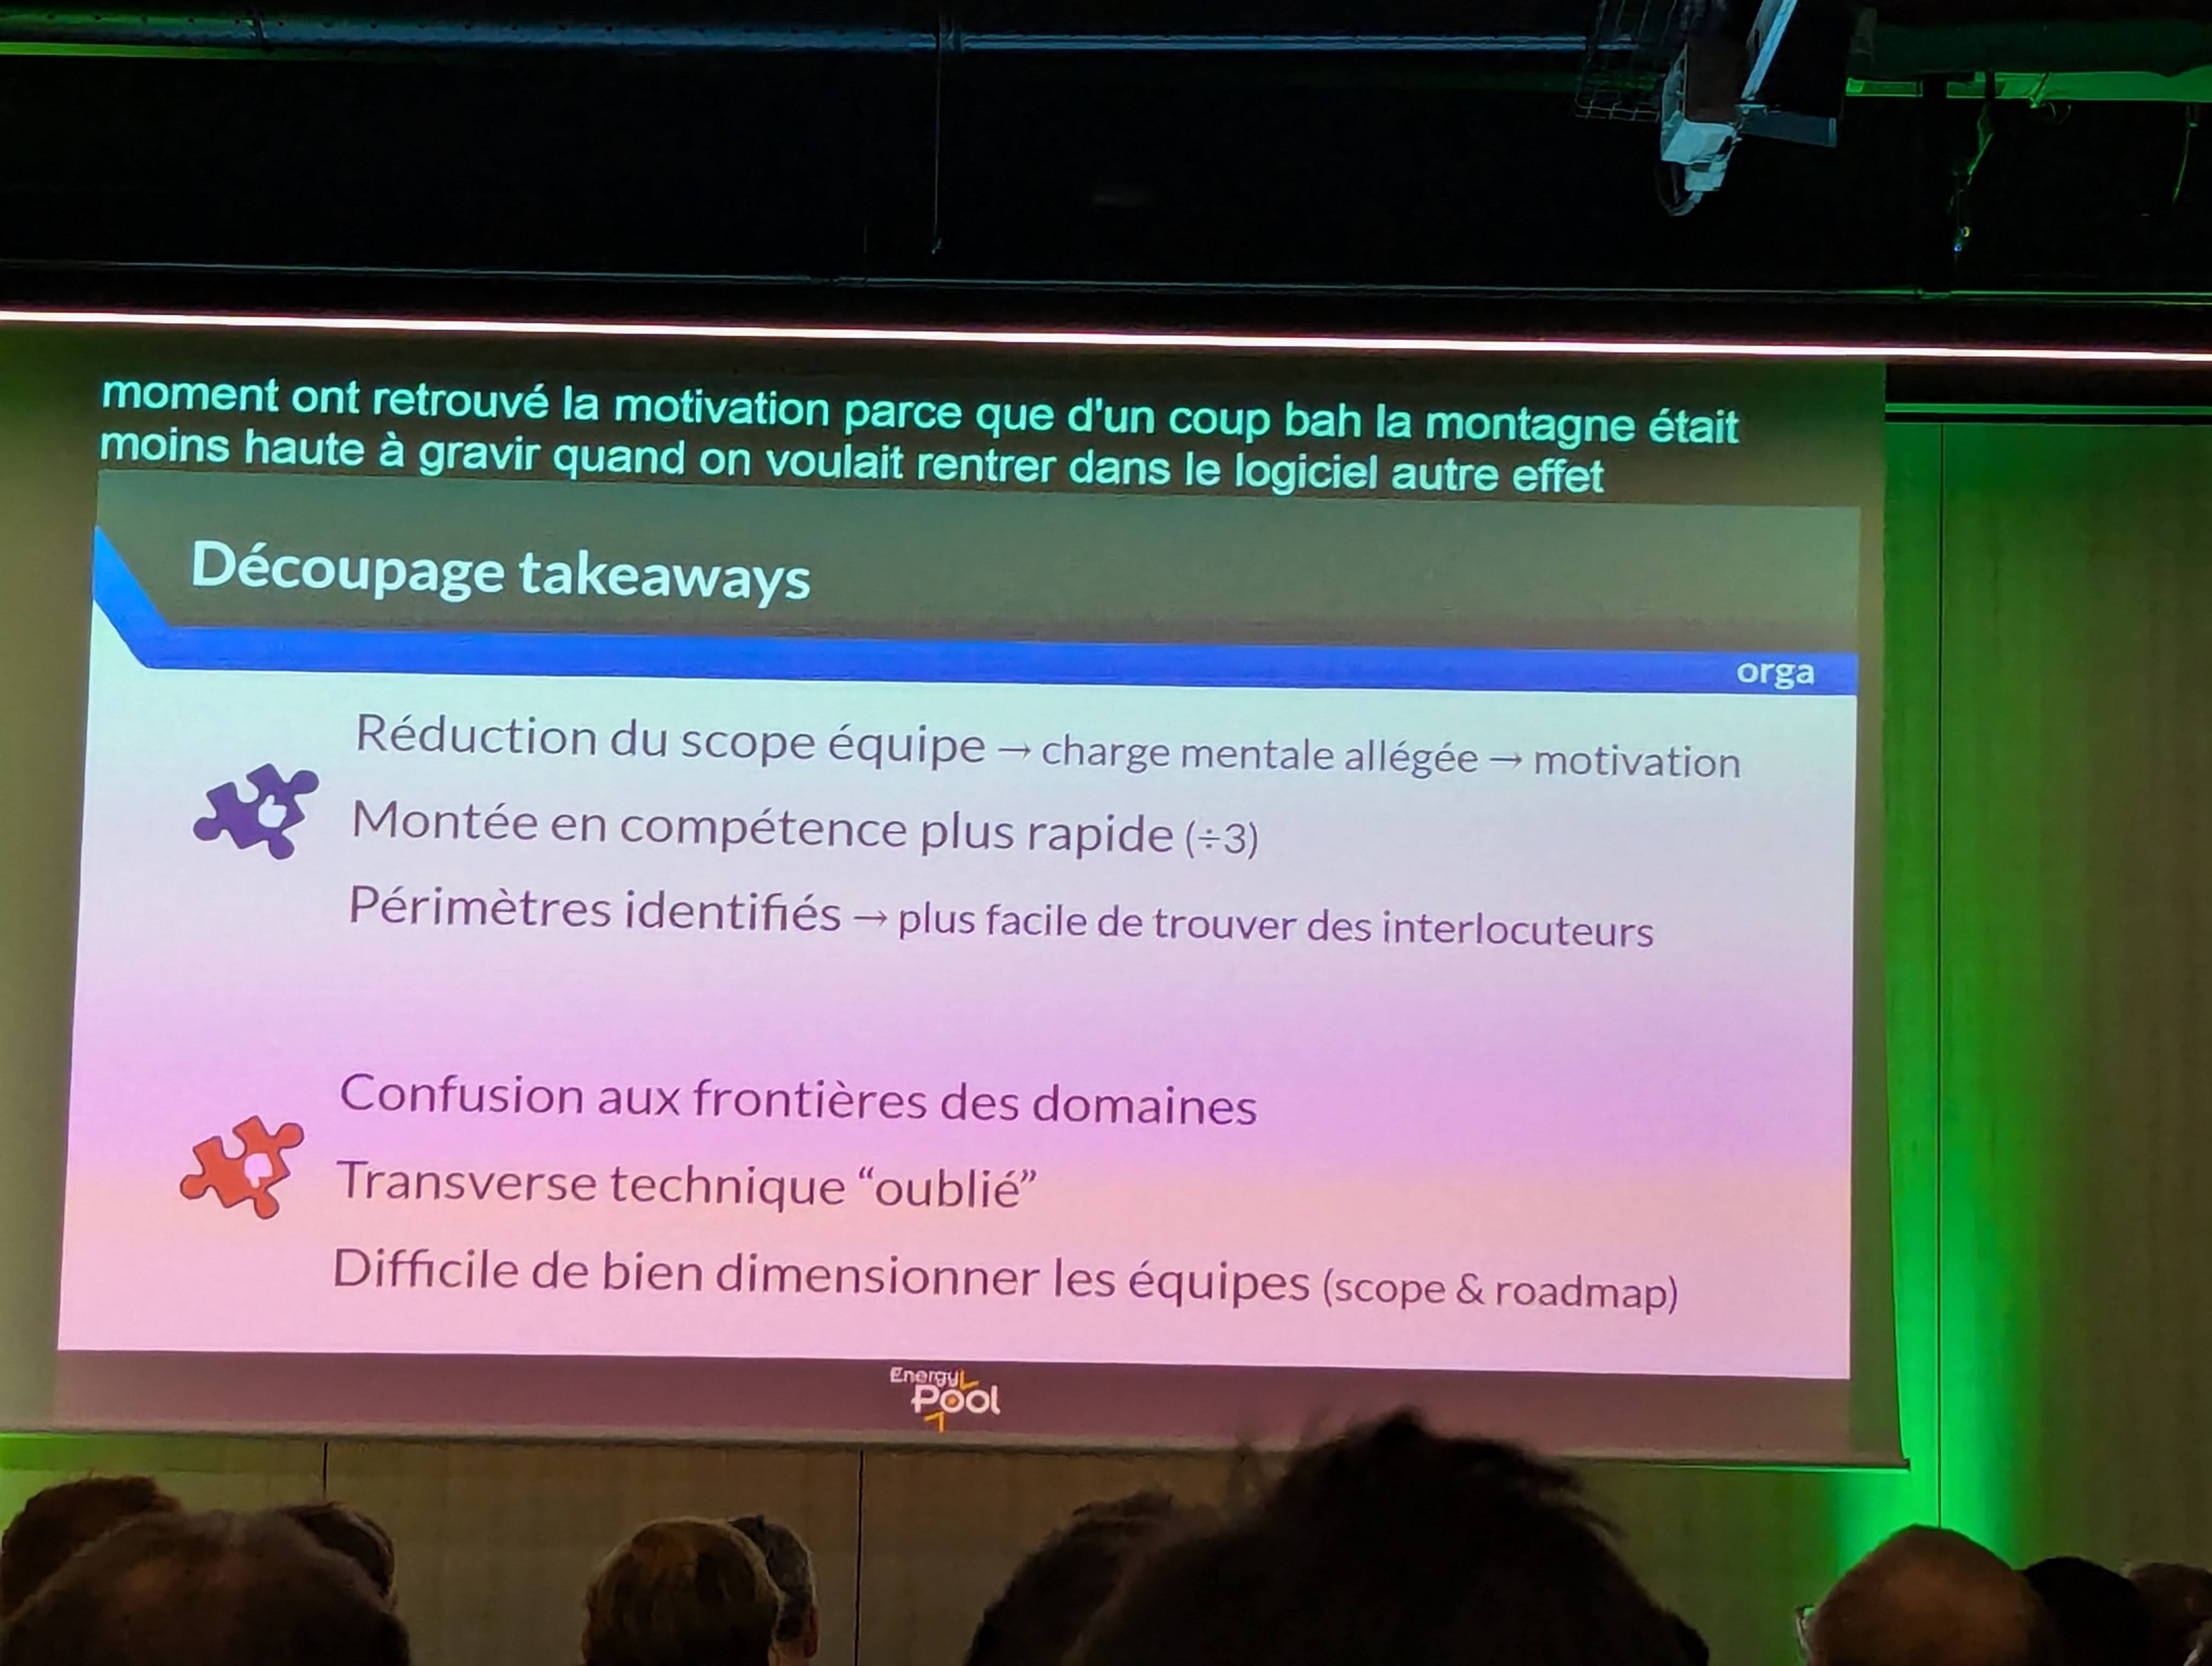 moment ont retrouvé la motivation parce que d'un coup bah la montagne était
moins haute à gravir quand on voulait rentrer dans le logiciel autre effet
Découpage takeaways
orga
Réduction du scope équipe → charge mentale allégée → motivation
Montée en compétence plus rapide (÷3)
Périmètres identifiés → plus facile de trouver des interlocuteurs
Confusion aux frontières des domaines
Transverse technique “oublié”
Difficile de bien dimensionner les équipes (scope & roadmap)
Energy
Pool